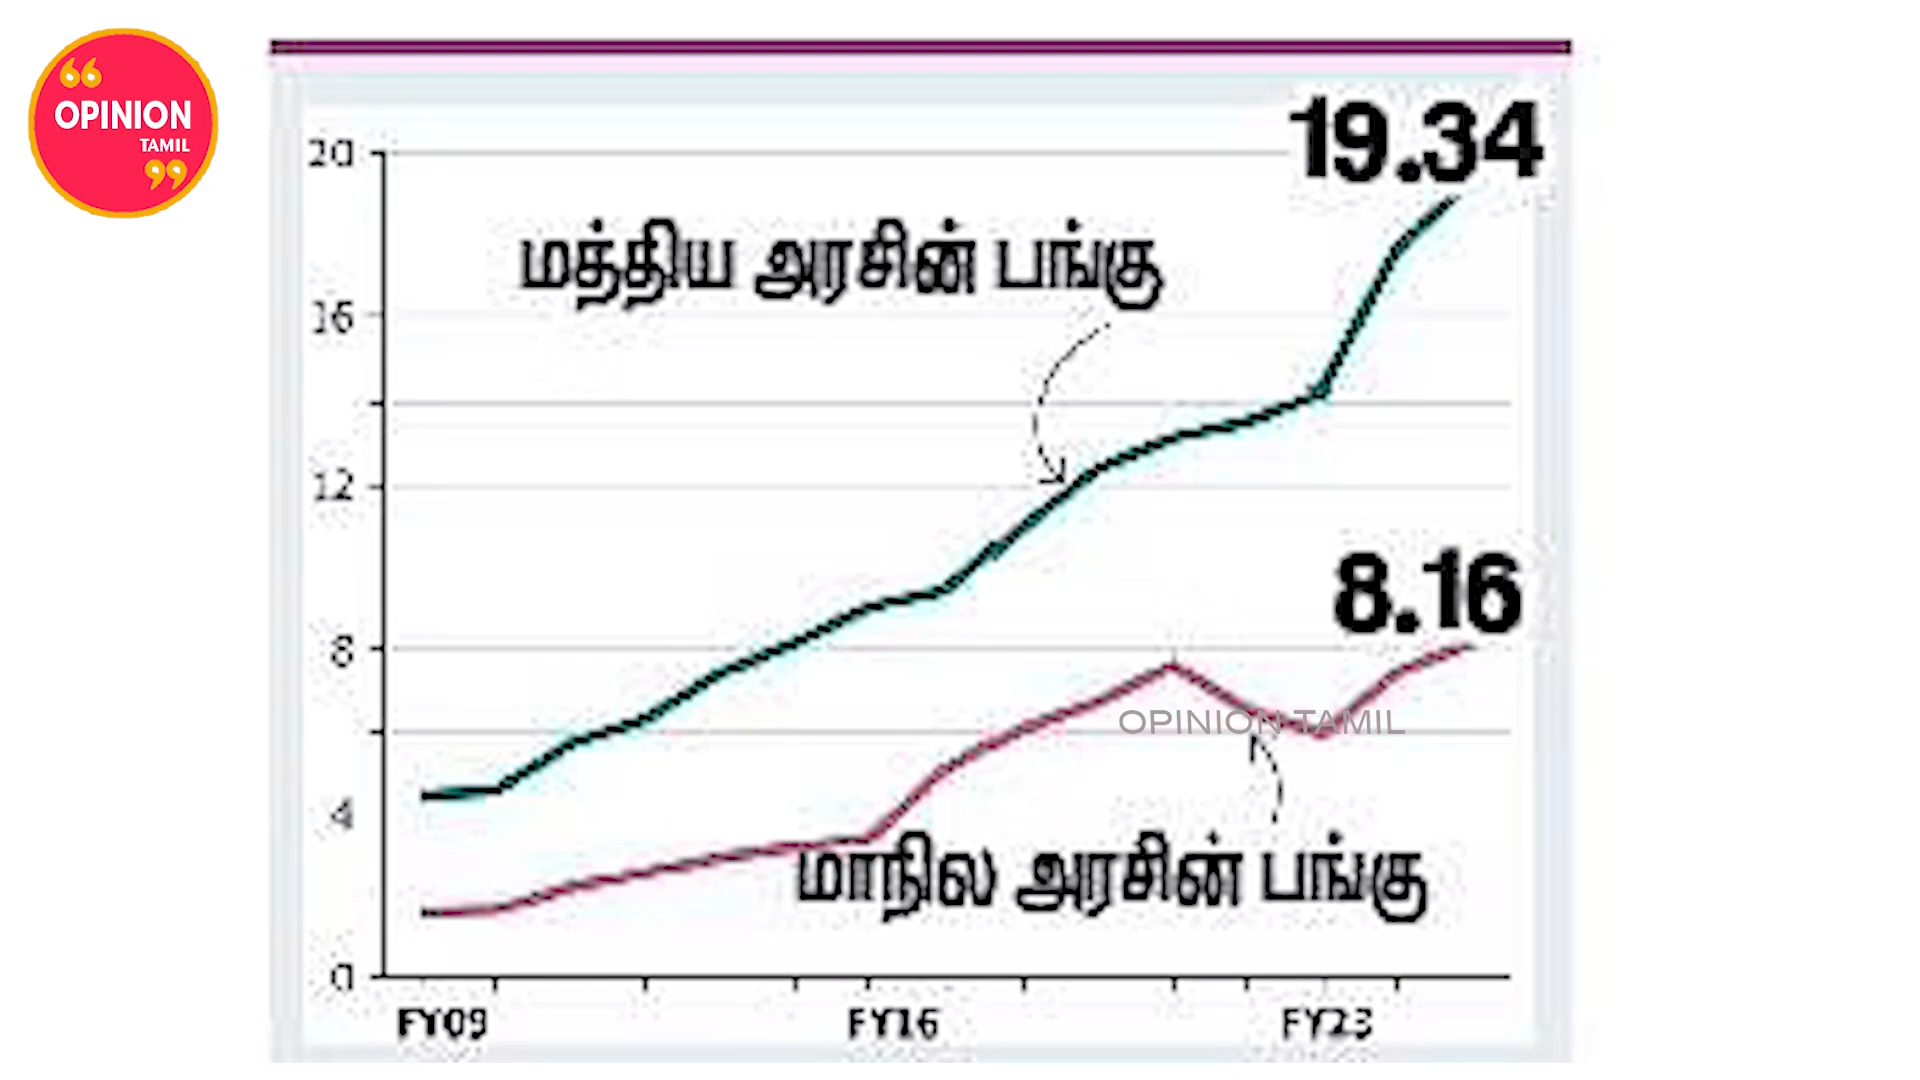 OPINION
TAMIL
19.34
20
மத்திய அரசின் பங்கு
16
12
8.16
8
OPINION TAMIL
4
மாநில அரசின் பங்கு
0
FY09 FY16 FY23